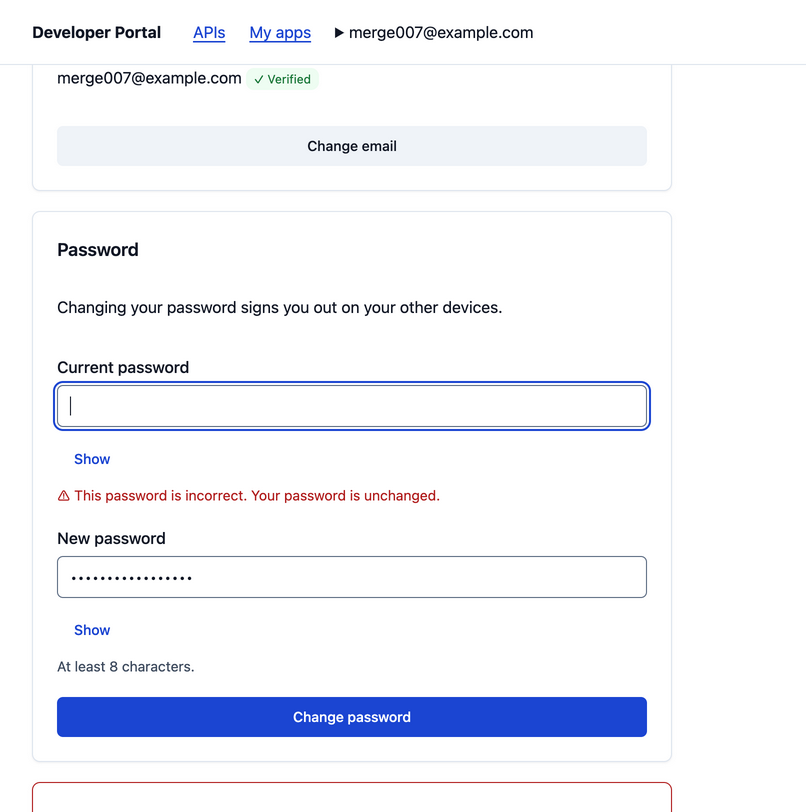 Developer Portal APIs My apps ▶ merge007@example.com
merge007@example.com ✓ Verified
Change email
Password
Changing your password signs you out on your other devices.
Current password
Show
⚠ This password is incorrect. Your password is unchanged.
New password
•••••••••••••••••
Show
At least 8 characters.
Change password